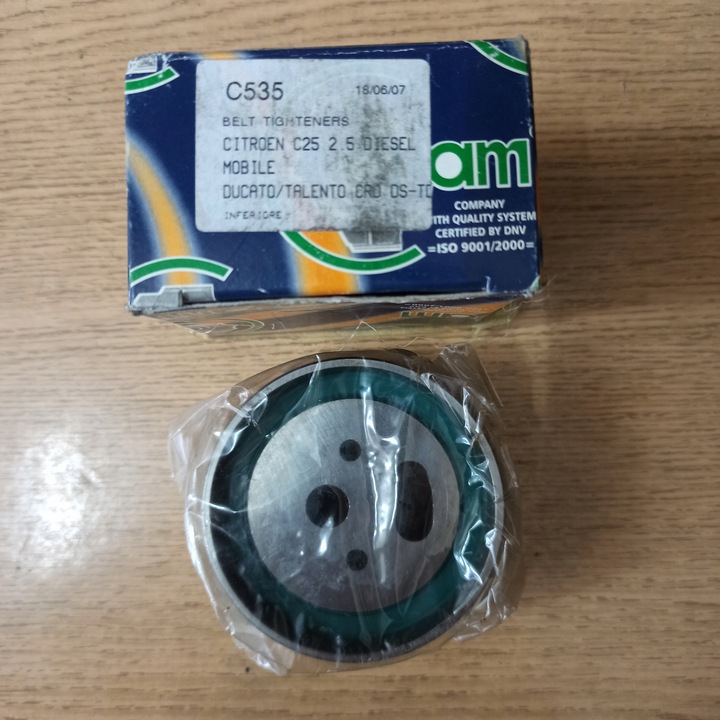 C535
18/06/07
BELT TIGHTENERS
CITROEN C25 2.5 DIESEL
MOBILE
DUCATO/TALENTO CRD DS-TD
INFERIORE
am
COMPANY
ITH QUALITY SYSTEM
CERTIFIED BY DNV
=ISO 9001/2000=